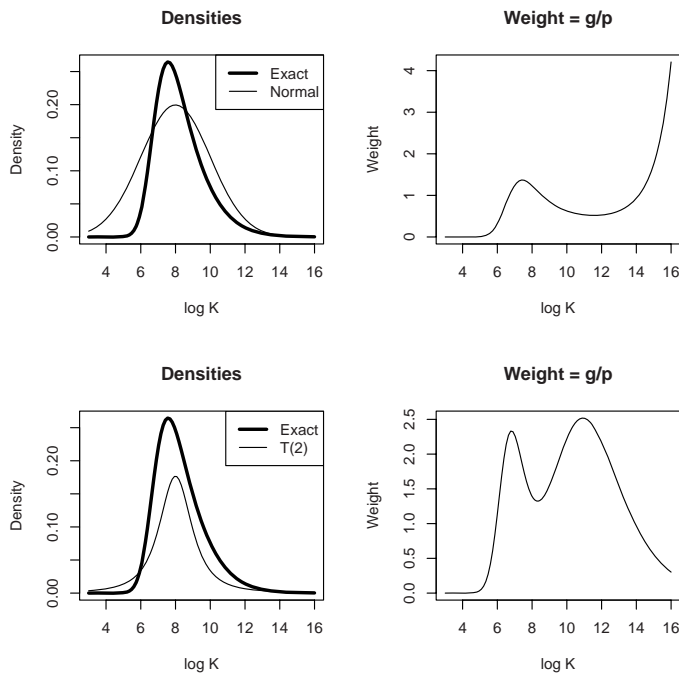 Densities
Density
0.00 0.10 0.20
Exact
Normal
4 6 8 10 12 14 16
log K
Weight = g/p
Weight
0 1 2 3 4
4 6 8 10 12 14 16
log K
Densities
Density
0.00 0.10 0.20
Exact
T(2)
4 6 8 10 12 14 16
log K
Weight = g/p
Weight
0.0 0.5 1.0 1.5 2.0 2.5
4 6 8 10 12 14 16
log K